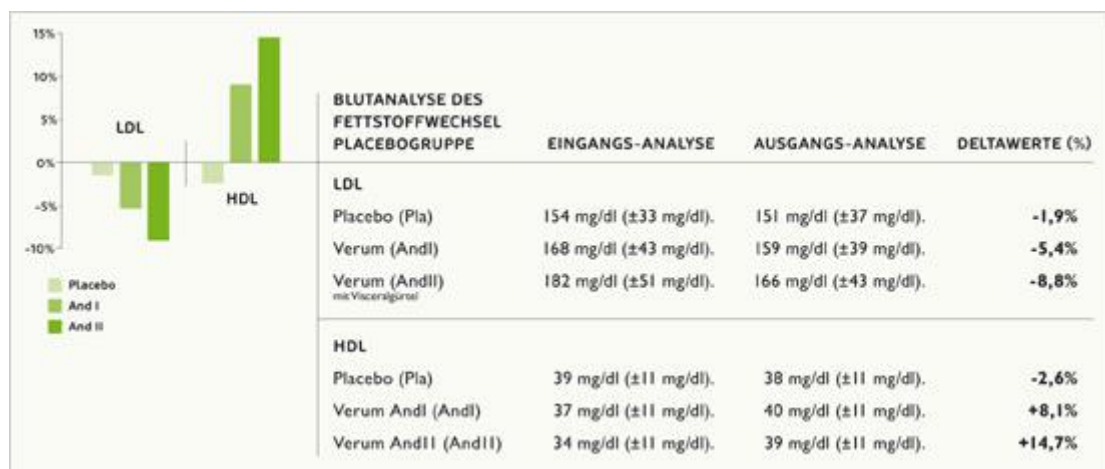 15%
10%
5%
0%
-5%
-10%
LDL
HDL
Placebo
And I
And II
BLUTANALYSE DES
FETTSTOFFWECHSEL
PLACEBOGRUPPE EINGANGS-ANALYSE AUSGANGS-ANALYSE DELTAWERTE (%)
LDL
Placebo (Pla) 154 mg/dl (±33 mg/dl). 151 mg/dl (±37 mg/dl). -1,9%
Verum (AndI) 168 mg/dl (±43 mg/dl). 159 mg/dl (±39 mg/dl). -5,4%
Verum (AndII) 182 mg/dl (±51 mg/dl). 166 mg/dl (±43 mg/dl). -8,8%
mit Visceralgürtel
HDL
Placebo (Pla) 39 mg/dl (±11 mg/dl). 38 mg/dl (±11 mg/dl). -2,6%
Verum AndI (AndI) 37 mg/dl (±11 mg/dl). 40 mg/dl (±11 mg/dl). +8,1%
Verum And11 (And11) 34 mg/dl (±11 mg/dl). 39 mg/dl (±11 mg/dl). +14,7%